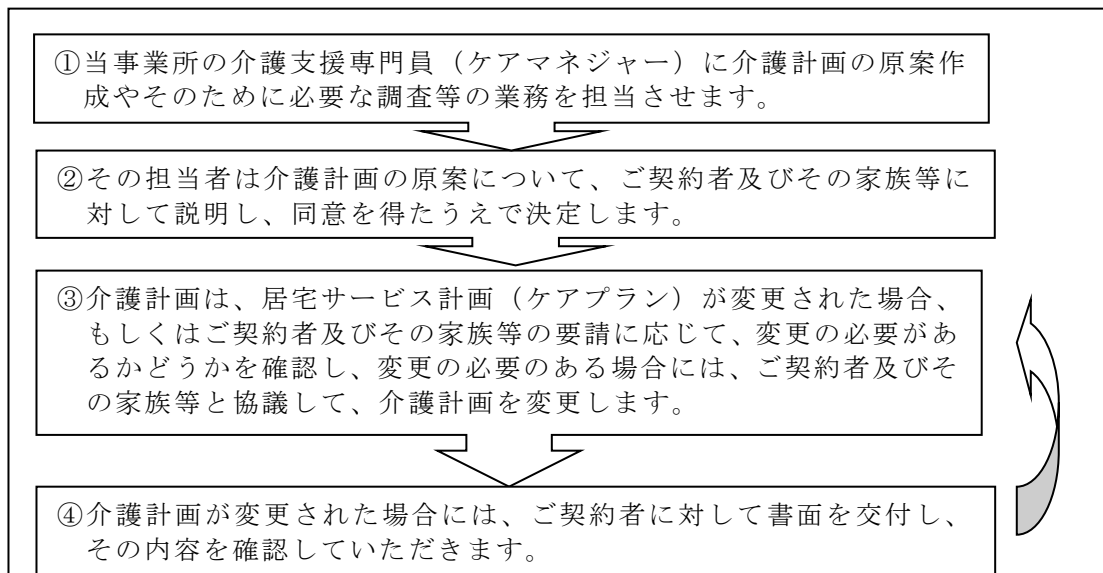 ①当事業所の介護支援専門員（ケアマネジャー）に介護計画の原案作
成やそのために必要な調査等の業務を担当させます。
②その担当者は介護計画の原案について、ご契約者及びその家族等に
対して説明し、同意を得たうえで決定します。
③介護計画は、居宅サービス計画（ケアプラン）が変更された場合、
もしくはご契約者及びその家族等の要請に応じて、変更の必要があ
るかどうかを確認し、変更の必要のある場合には、ご契約者及びそ
の家族等と協議して、介護計画を変更します。
④介護計画が変更された場合には、ご契約者に対して書面を交付し、
その内容を確認していただきます。